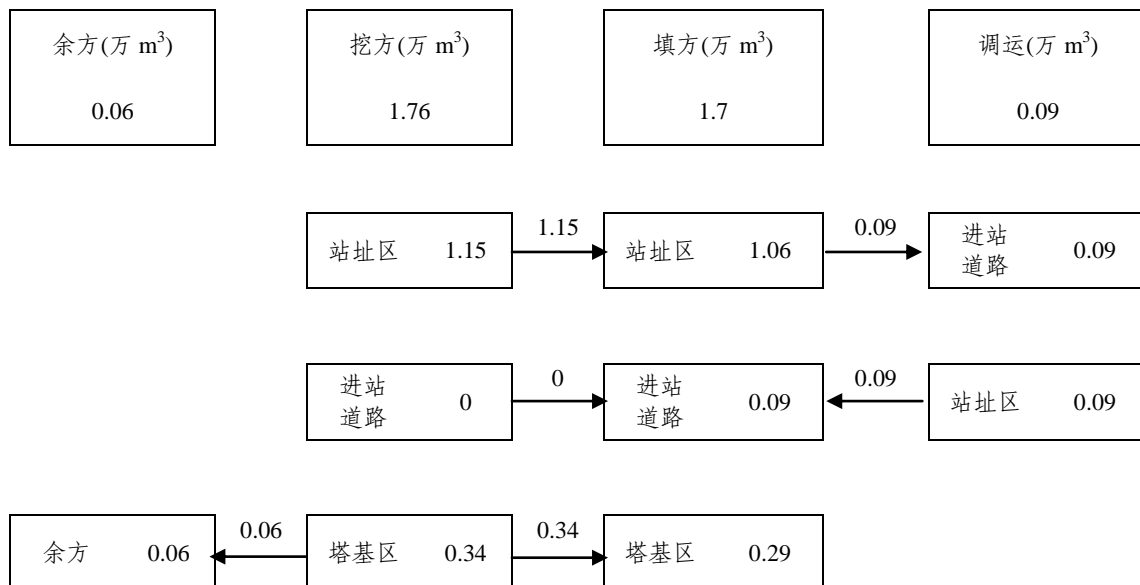 余方(万 m³) 挖方(万 m³) 填方(万 m³) 调运(万 m³)
0.06 1.76 1.7 0.09
1.15 0.09
站址区 1.15 站址区 1.06 进站 道路 0.09
0 0.09
进站 道路 0 进站 道路 0.09 站址区 0.09
0.06 0.34
余方 0.06 塔基区 0.34 塔基区 0.29